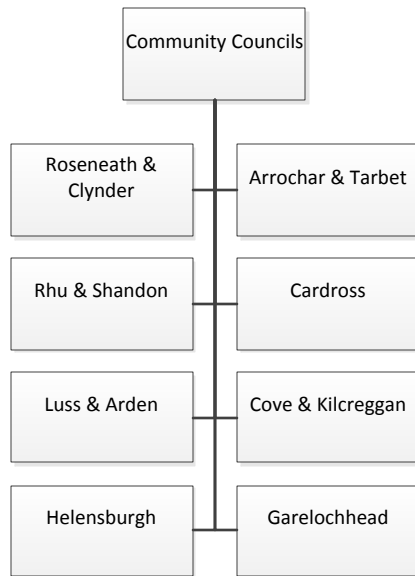 Community Councils
Roseneath &
Clynder
Arrochar & Tarbet
Rhu & Shandon
Cardross
Luss & Arden
Cove & Kilcreggan
Helensburgh
Garelochhead